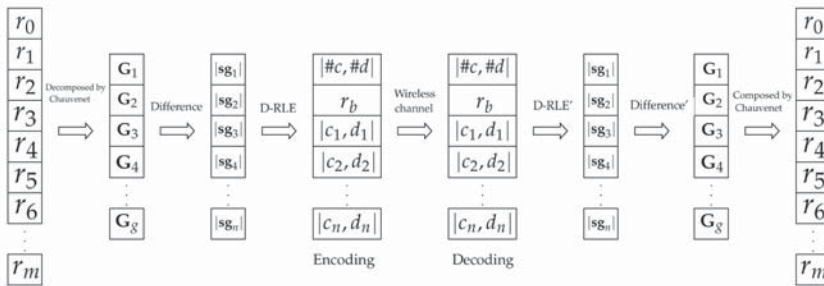 r0
r1
r2
r3
r4
r5
r6
rm
Decomposed by
Chauvenet
G1
G2
G3
G4
Gg
Difference
|sg1|
|sg2|
|sg3|
|sg4|
|sgn|
D-RLE
|#c, #d|
rb
|c1, d1|
|c2, d2|
|cn, dn|
Encoding
Wireless
channel
|#c, #d|
rb
|c1, d1|
|c2, d2|
|cn, dn|
Decoding
D-RLE'
|sg1|
|sg2|
|sg3|
|sg4|
|sgn|
Difference'
G1
G2
G3
G4
Gg
Composed by
Chauvenet
r0
r1
r2
r3
r4
r5
r6
rm